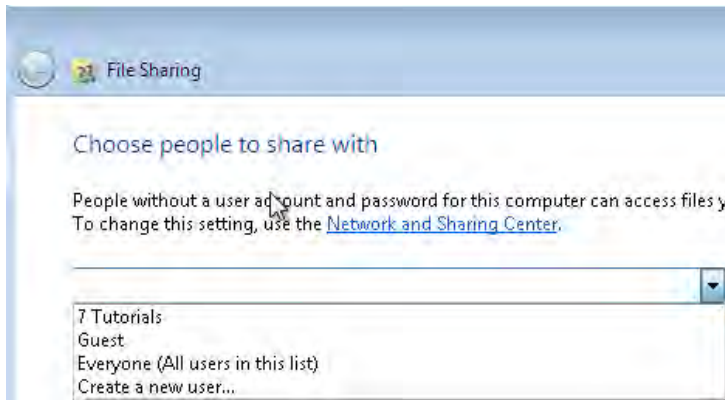 File Sharing
Choose people to share with
People without a user account and password for this computer can access files y
To change this setting, use the Network and Sharing Center.
7 Tutorials
Guest
Everyone (All users in this list)
Create a new user...